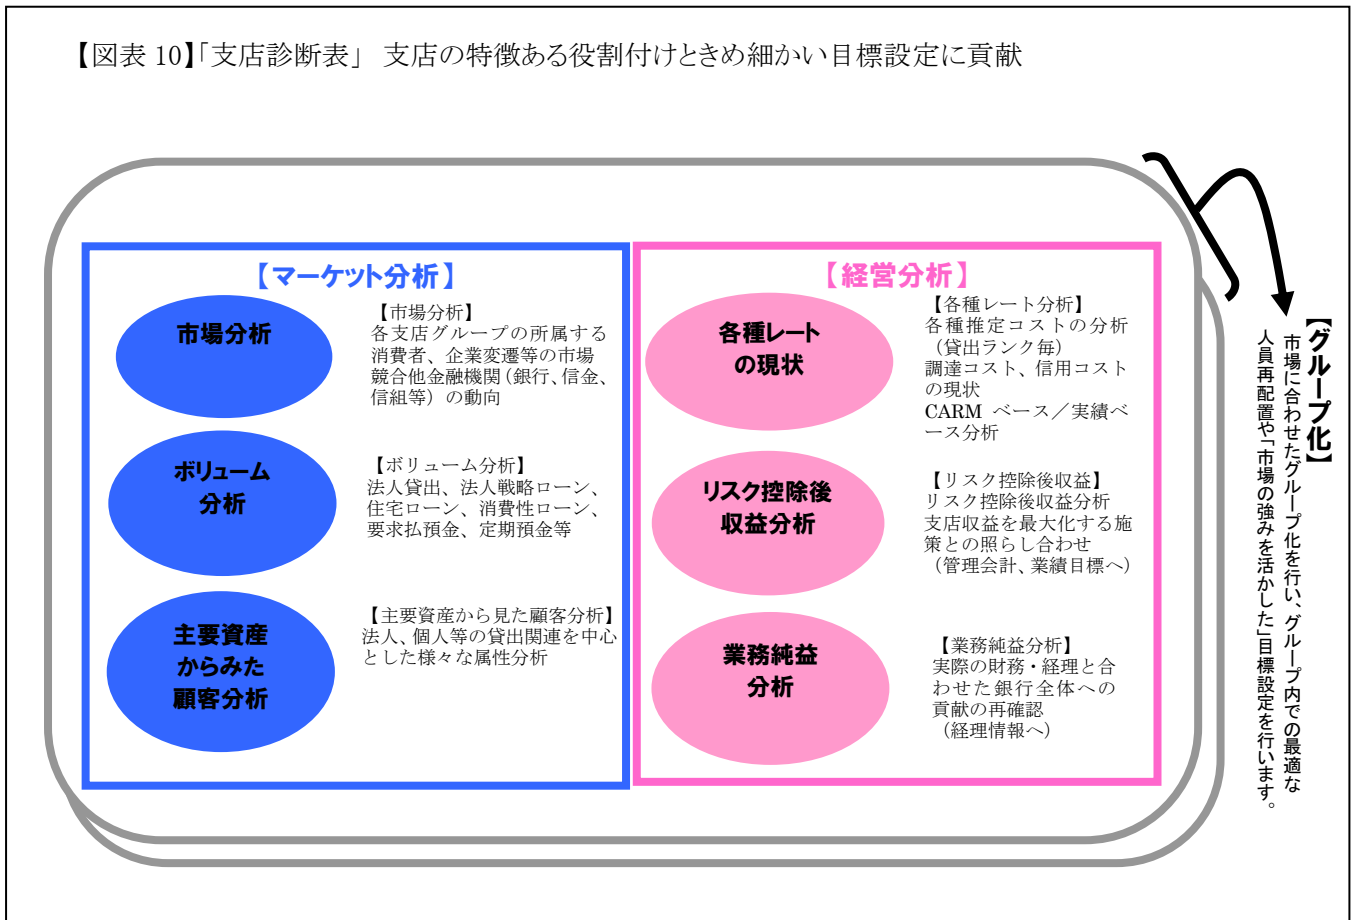 【図表 10】「支店診断表」 支店の特徴ある役割付けときめ細かい目標設定に貢献
【マーケット分析】
市場分析
【市場分析】
各支店グループの所属する
消費者、企業変遷等の市場
競合他金融機関（銀行、信金、
信組等）の動向
ボリューム
分析
【ボリューム分析】
法人貸出、法人戦略ローン、
住宅ローン、消費性ローン、
要求払預金、定期預金等
主要資産
からみた
顧客分析
【主要資産から見た顧客分析】
法人、個人等の貸出関連を中心
とした様々な属性分析
【経営分析】
各種レート
の現状
【各種レート分析】
各種推定コストの分析
（貸出ランク毎）
調達コスト、信用コスト
の現状
CARM ベース／実績ベ
ース分析
リスク控除後
収益分析
【リスク控除後収益】
リスク控除後収益分析
支店収益を最大化する施
策との照らし合わせ
（管理会計、業績目標へ）
業務純益
分析
【業務純益分析】
実際の財務・経理と合
わせた銀行全体への
貢献の再確認
（経理情報へ）
【グループ化】
市場に合わせたグループ化を行い、グループ内での最適な
人員再配置や「市場の強みを活かした」目標設定を行います。